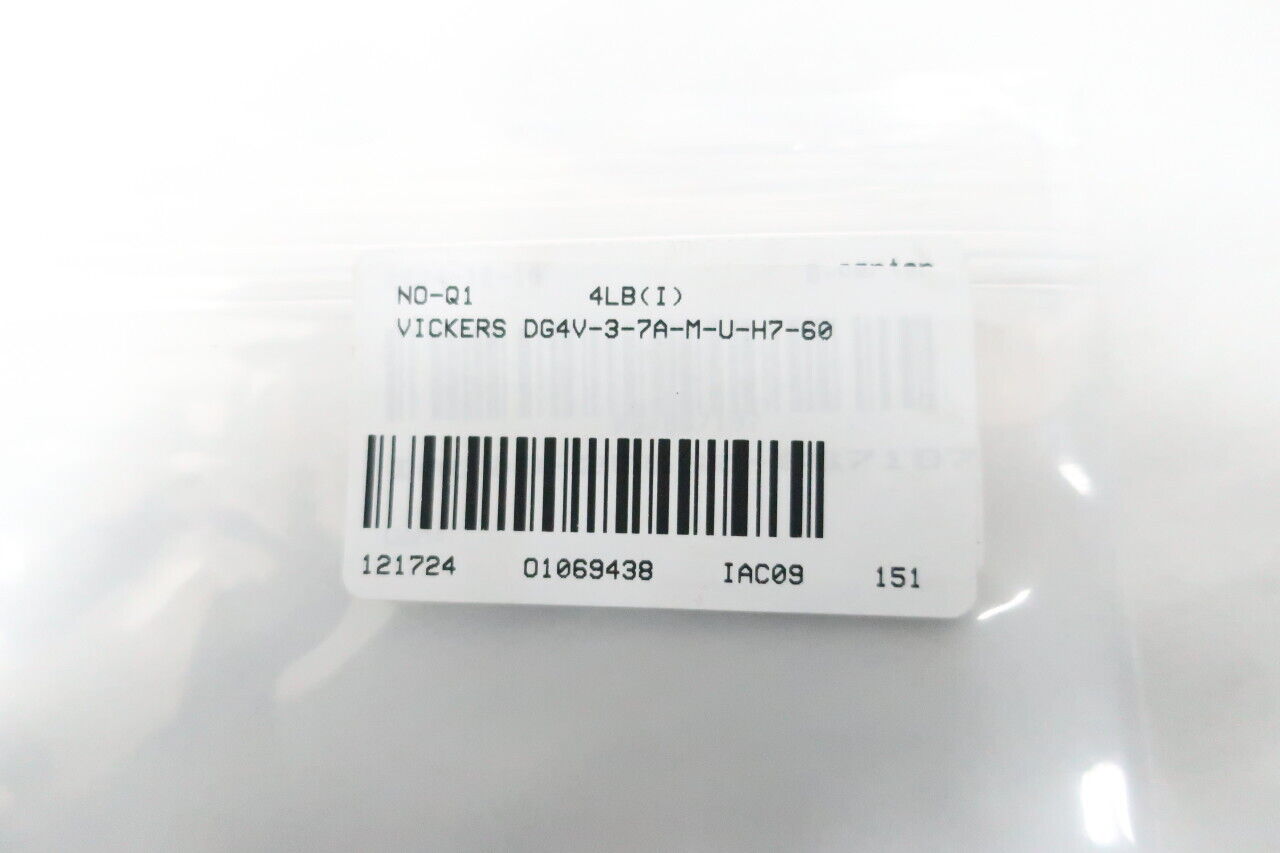 NO-Q1 4LB(I)
VICKERS DG4V-3-7A-M-U-H7-60
121724 01069438 IAC09 151